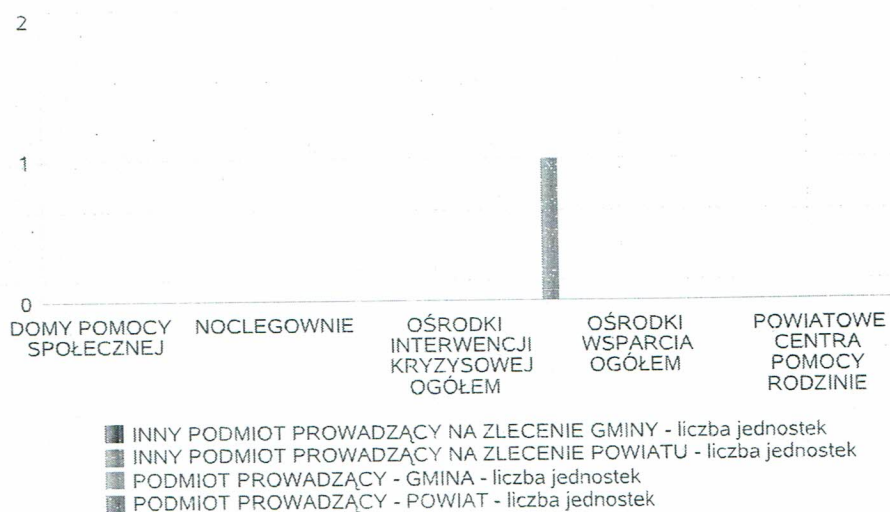 2
1
0
DOMY POMOCY SPOŁECZNEJ
NOCLEGOWNIE
OŚRODKI INTERWENCJI KRYZYSOWEJ OGÓŁEM
OŚRODKI WSPARCIA OGÓŁEM
POWIATOWE CENTRA POMOCY RODZINIE
INNY PODMIOT PROWADZĄCY NA ZLECENIE GMINY - liczba jednostek
INNY PODMIOT PROWADZĄCY NA ZLECENIE POWIATU - liczba jednostek
PODMIOT PROWADZĄCY - GMINA - liczba jednostek
PODMIOT PROWADZĄCY - POWIAT - liczba jednostek